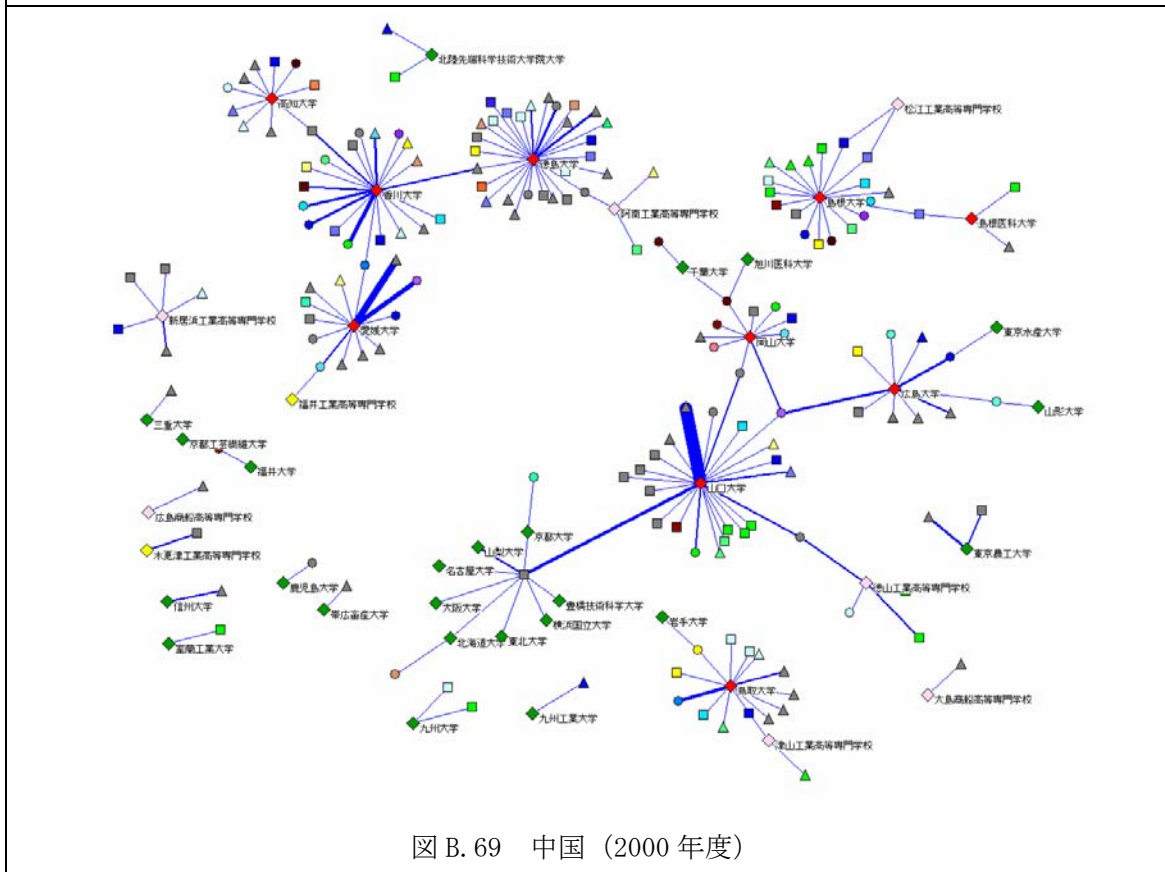 北陸先端科学技術大学院大学
高知大学
松江工業高等専門学校
徳島大学
香川大学
島根大学
阿南工業高等専門学校
島根医科大学
旭川医科大学
千葉大学
新居浜工業高等専門学校
愛媛大学
岡山大学
東京水産大学
広島大学
福井工業高等専門学校
山形大学
三重大学
京都工芸繊維大学
福井大学
山口大学
広島商船高等専門学校
京都大学
木更津工業高等専門学校
山梨大学
東京農工大学
名古屋大学
鹿児島大学
徳山工業高等専門学校
信州大学
大阪大学
豊橋技術科学大学
帯広畜産大学
横浜国立大学
岩手大学
北海道大学
東北大学
室蘭工業大学
鳥取大学
大島商船高等専門学校
九州大学
九州工業大学
津山工業高等専門学校
図 B.69 中国（2000 年度）